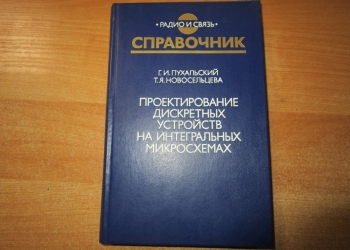 • РАДИО И СВЯЗЬ •
СПРАВОЧНИК
Г.И. ПУХАЛЬСКИЙ
Т.Я. НОВОСЕЛЬЦЕВА
ПРОЕКТИРОВАНИЕ
ДИСКРЕТНЫХ
УСТРОЙСТВ
НА ИНТЕГРАЛЬНЫХ
МИКРОСХЕМАХ